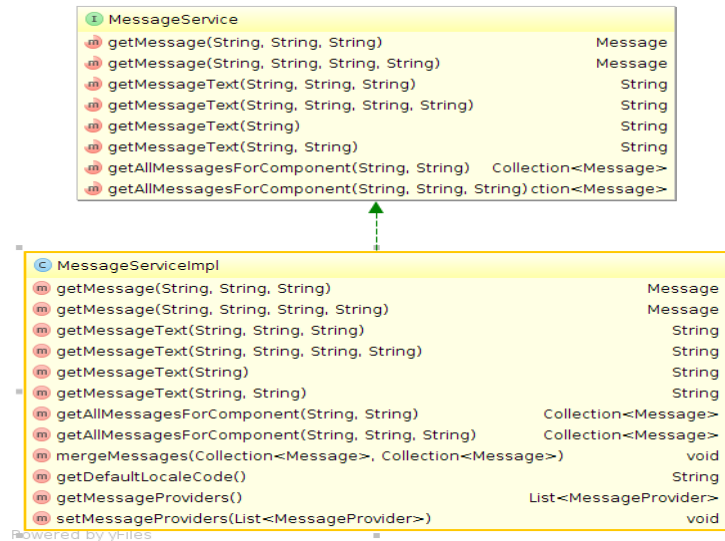 I MessageService
m getMessage(String, String, String) Message
m getMessage(String, String, String, String) Message
m getMessageText(String, String, String) String
m getMessageText(String, String, String, String) String
m getMessageText(String) String
m getMessageText(String, String) String
m getAllMessagesForComponent(String, String) Collection<Message>
m getAllMessagesForComponent(String, String, String) ction<Message>
C MessageServiceImpl
m getMessage(String, String, String) Message
m getMessage(String, String, String, String) Message
m getMessageText(String, String, String) String
m getMessageText(String, String, String, String) String
m getMessageText(String) String
m getMessageText(String, String) String
m getAllMessagesForComponent(String, String) Collection<Message>
m getAllMessagesForComponent(String, String, String) Collection<Message>
m mergeMessages(Collection<Message>, Collection<Message>) void
m getDefaultLocaleCode() String
m getMessageProviders() List<MessageProvider>
m setMessageProviders(List<MessageProvider>) void
Powered by yFiles